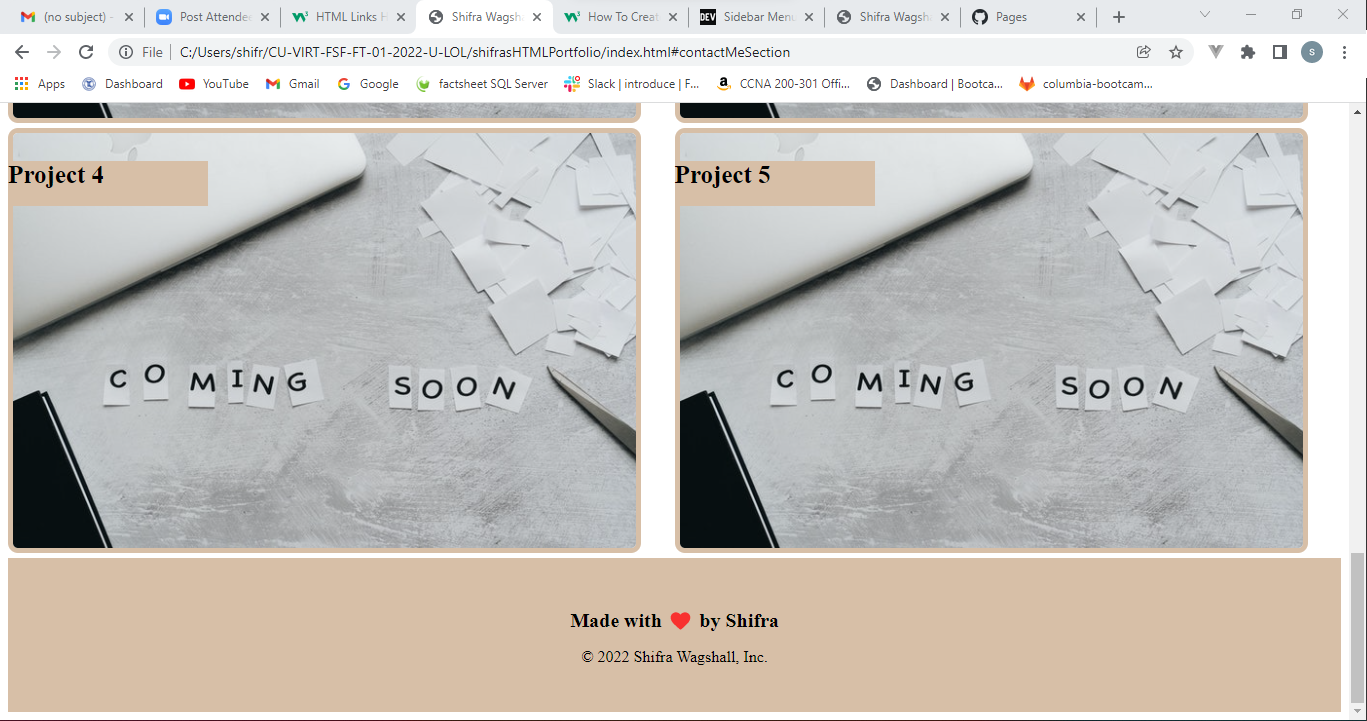 (no subject) -
Post Attende
HTML Links H
Shifra Wagsh
How To Creat
DEV
Sidebar Menu
Shifra Wagsh
Pages
File
C:/Users/shifr/CU-VIRT-FSF-FT-01-2022-U-LOL/shifrasHTMLPortfolio/index.html#contactMeSection
s
Apps
Dashboard
YouTube
Gmail
Google
factsheet SQL Server
Slack | introduce | F...
CCNA 200-301 Offi...
Dashboard | Bootca...
columbia-bootcam...
Project 4
Project 5
COMING SOON
COMING SOON
Made with ❤ by Shifra
© 2022 Shifra Wagshall, Inc.